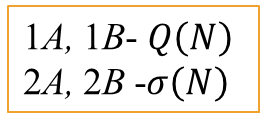 1A, 1B- Q(N)
2A, 2B -σ(N)